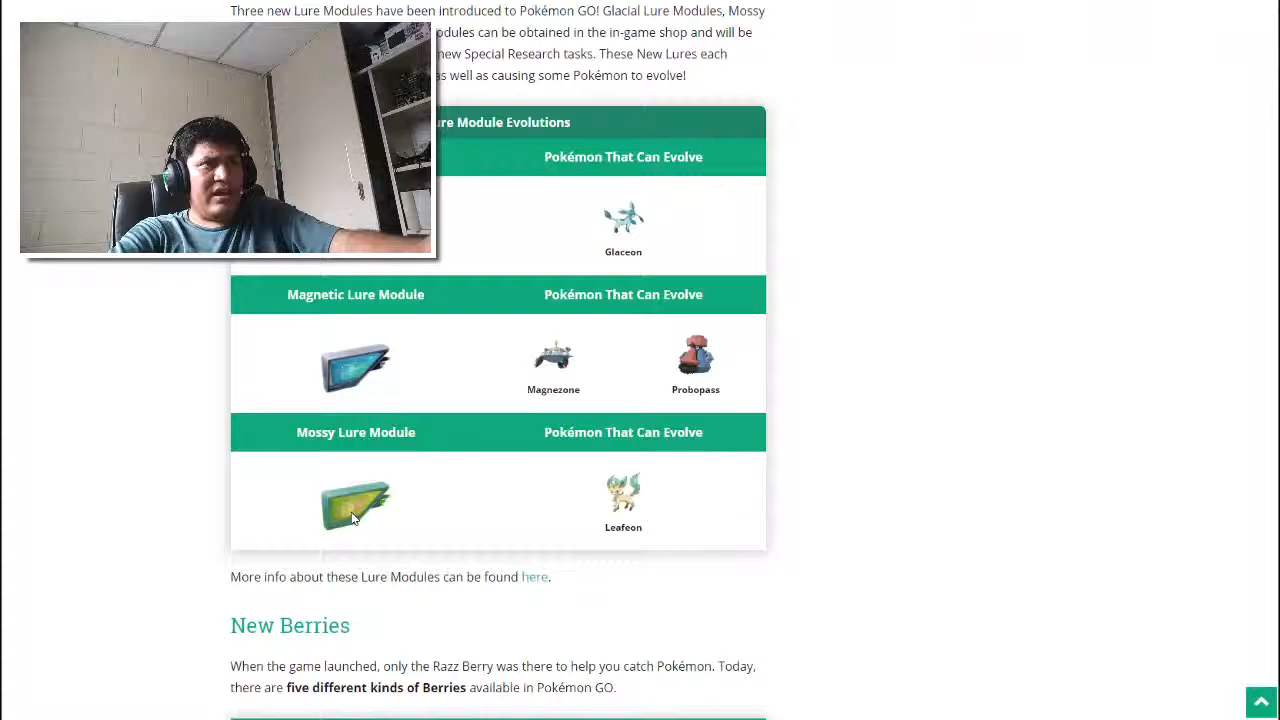 Three new Lure Modules have been introduced to Pokémon GO! Glacial Lure Modules, Mossy
odules can be obtained in the in-game shop and will be
new Special Research tasks. These New Lures each
as well as causing some Pokémon to evolve!
ure Module Evolutions
Pokémon That Can Evolve
Glaceon
Magnetic Lure Module Pokémon That Can Evolve
Magnezone Probopass
Mossy Lure Module Pokémon That Can Evolve
Leafeon
More info about these Lure Modules can be found here.
New Berries
When the game launched, only the Razz Berry was there to help you catch Pokémon. Today,
there are five different kinds of Berries available in Pokémon GO.